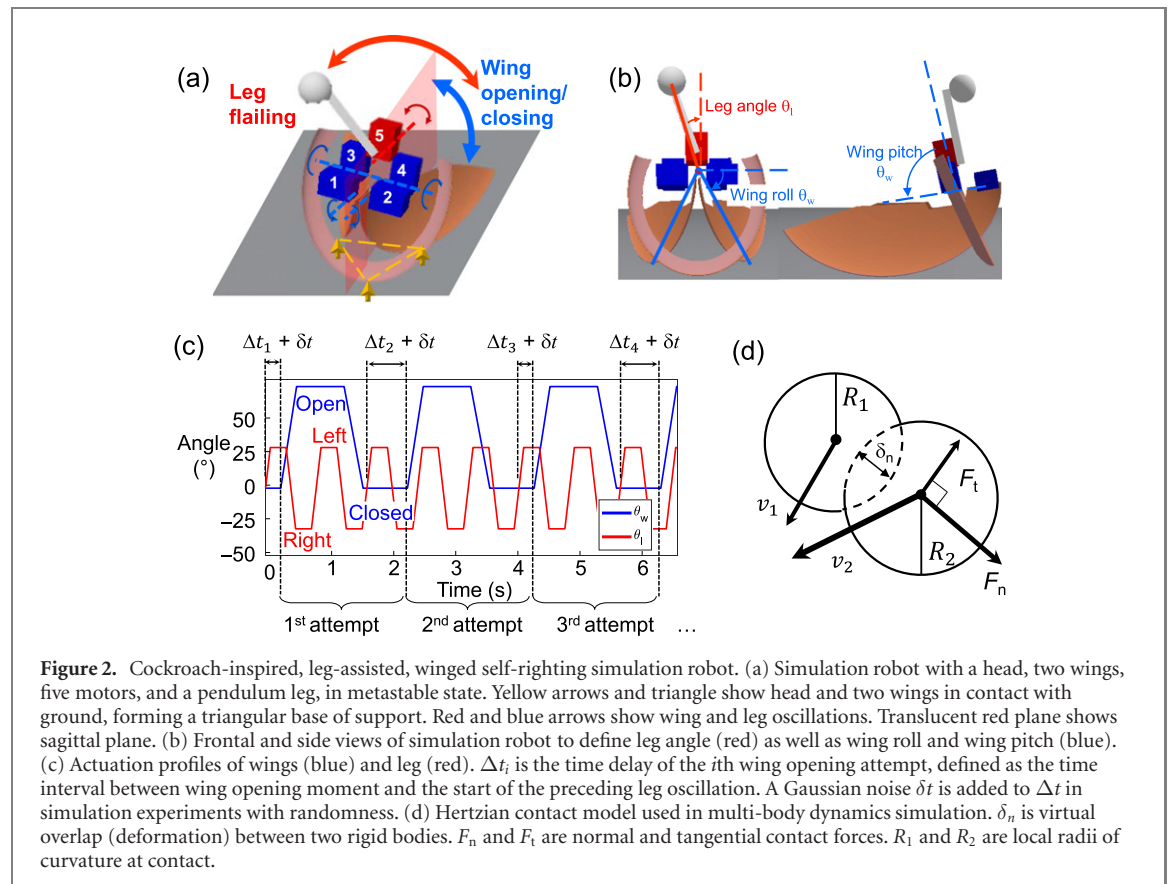 (a)
Leg
flailing
Wing
opening/
closing
5
3
4
1
2
(b)
Leg angle θl
Wing roll θw
Wing pitch
θw
(c)
Δt1 + δt
Δt2 + δt
Δt3 + δt
Δt4 + δt
Angle
(°)
50
25
0
−25
−50
Open
Left
Closed
Right
θw
θl
0
1
2
3
4
5
6
Time (s)
1st attempt
2nd attempt
3rd attempt
…
(d)
R1
δn
Ft
v1
v2
R2
Fn
Figure 2. Cockroach-inspired, leg-assisted, winged self-righting simulation robot. (a) Simulation robot with a head, two wings,
five motors, and a pendulum leg, in metastable state. Yellow arrows and triangle show head and two wings in contact with
ground, forming a triangular base of support. Red and blue arrows show wing and leg oscillations. Translucent red plane shows
sagittal plane. (b) Frontal and side views of simulation robot to define leg angle (red) as well as wing roll and wing pitch (blue).
(c) Actuation profiles of wings (blue) and leg (red). Δti is the time delay of the ith wing opening attempt, defined as the time
interval between wing opening moment and the start of the preceding leg oscillation. A Gaussian noise δt is added to Δt in
simulation experiments with randomness. (d) Hertzian contact model used in multi-body dynamics simulation. δn is virtual
overlap (deformation) between two rigid bodies. Fn and Ft are normal and tangential contact forces. R1 and R2 are local radii of
curvature at contact.